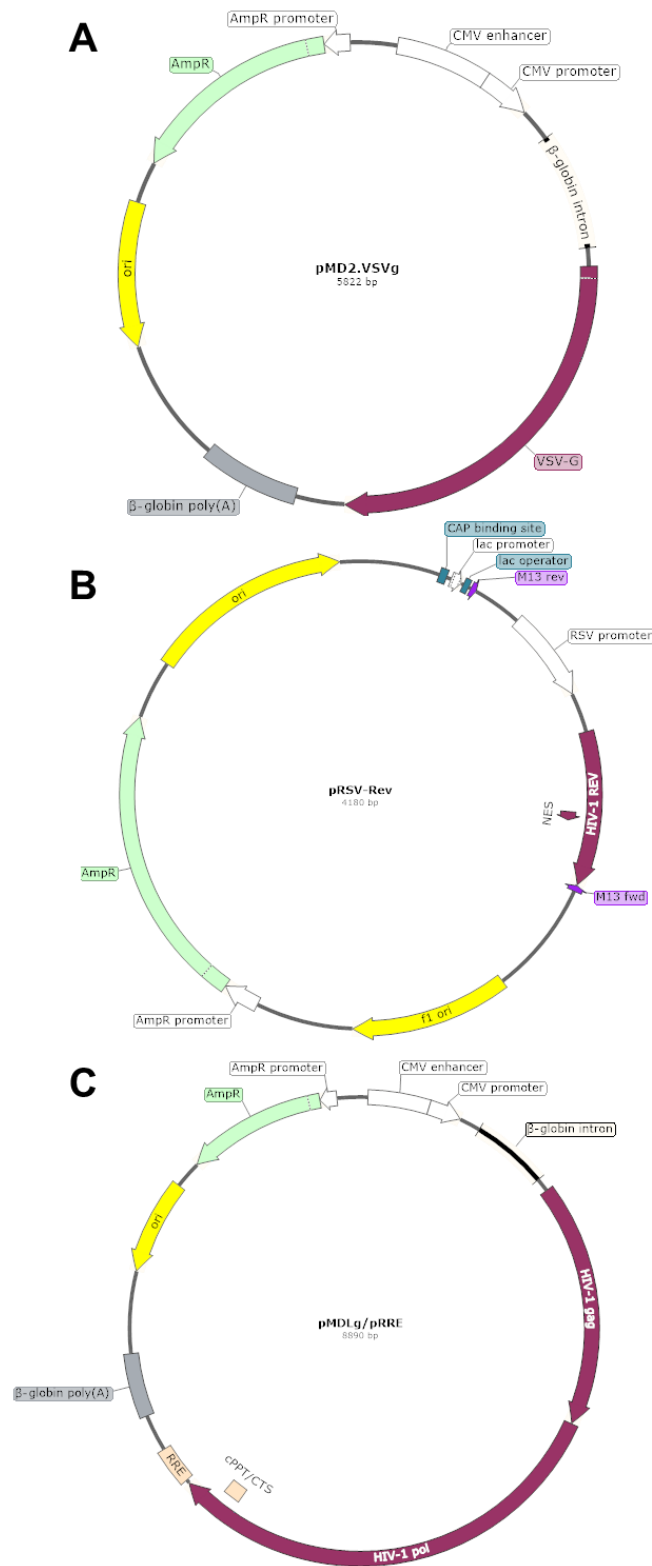 A
AmpR promoter
CMV enhancer
CMV promoter
AmpR
β-globin intron
pMD2.VSVg
5822 bp
ori
VSV-G
β-globin poly(A)
B
CAP binding site
lac promoter
lac operator
M13 rev
ori
RSV promoter
pRSV-Rev
4180 bp
HIV-1 REV
NES
AmpR
M13 fwd
AmpR promoter
f1 ori
C
AmpR promoter
CMV enhancer
CMV promoter
AmpR
β-globin intron
ori
HIV-1 gag
pMDLg/pRRE
8890 bp
β-globin poly(A)
RRE
cPPT/CTS
HIV-1 pol